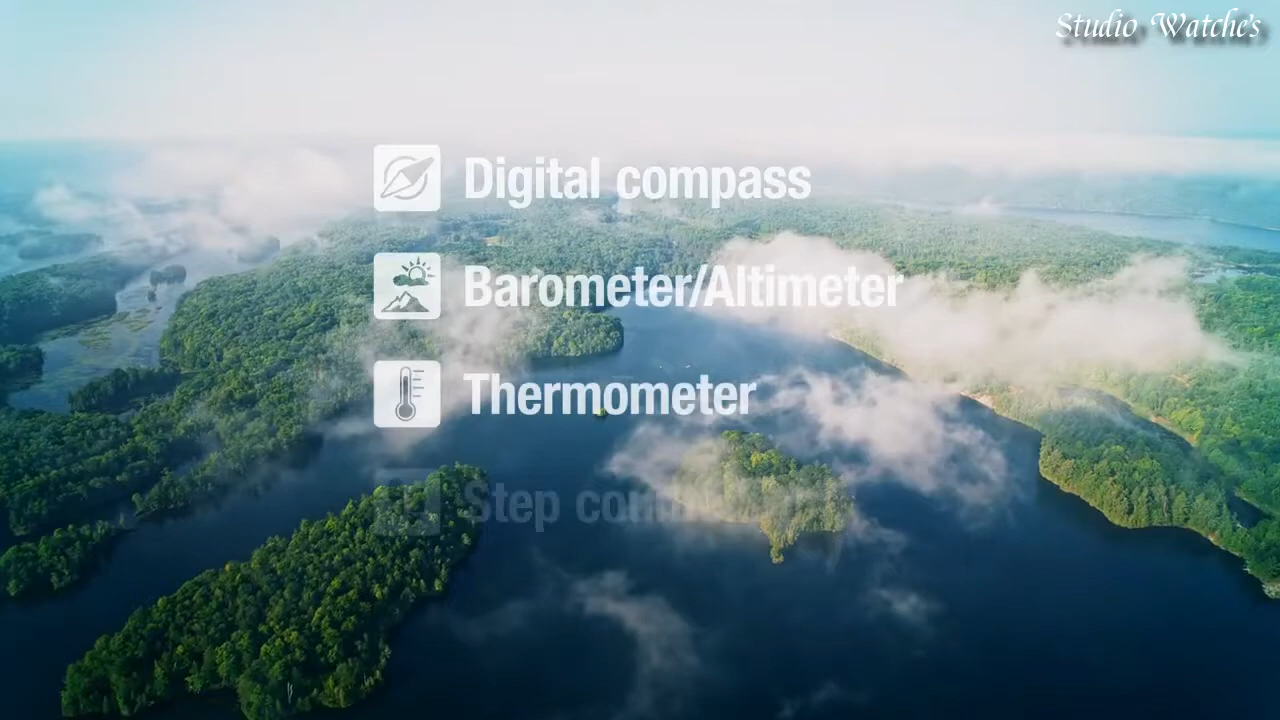 Studio Watche's
Digital compass
Barometer/Altimeter
Thermometer
Step